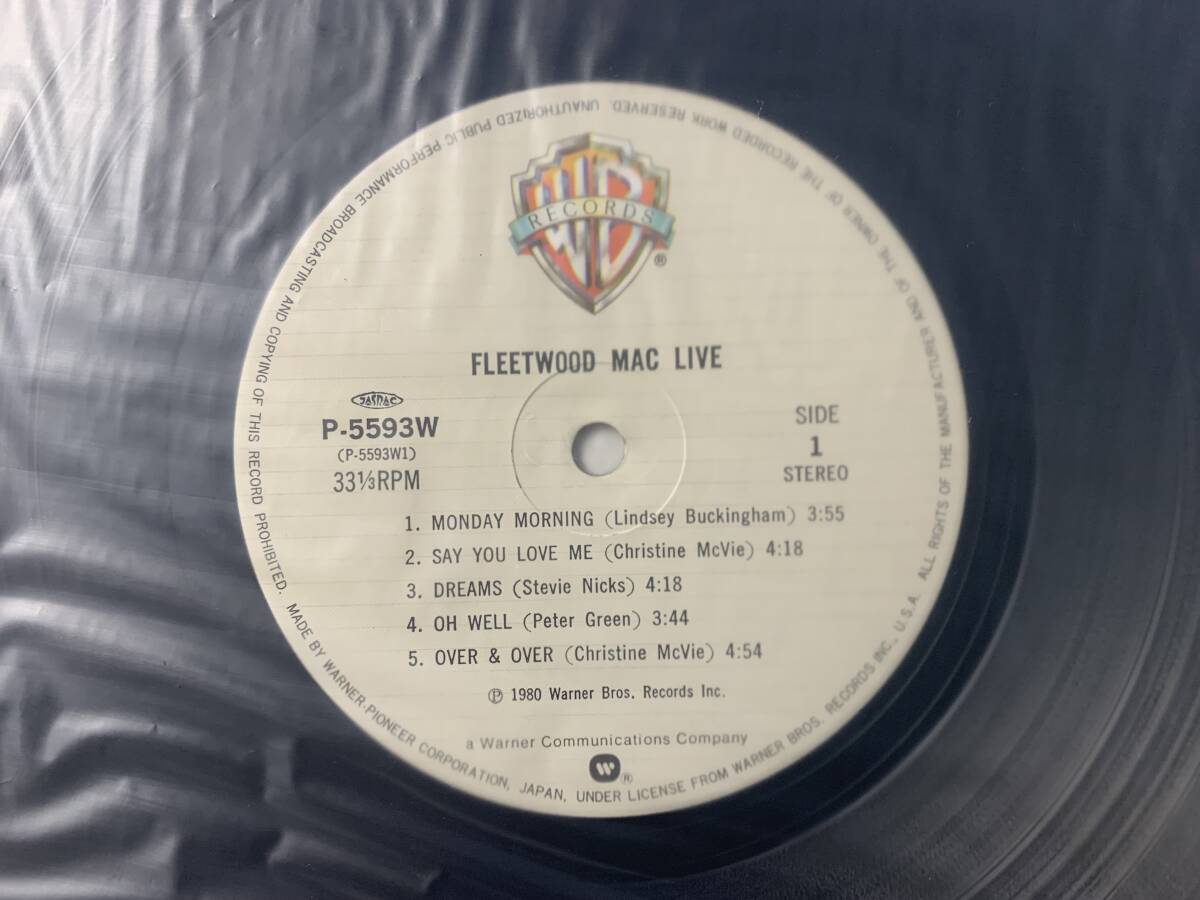 WB
RECORDS
®
FLEETWOOD MAC LIVE
JASRAC
P-5593W
(P-5593W1)
33⅓RPM
SIDE
1
STEREO
1. MONDAY MORNING (Lindsey Buckingham) 3:55
2. SAY YOU LOVE ME (Christine McVie) 4:18
3. DREAMS (Stevie Nicks) 4:18
4. OH WELL (Peter Green) 3:44
5. OVER & OVER (Christine McVie) 4:54
Ⓟ 1980 Warner Bros. Records Inc.
a Warner Communications Company
®
MADE BY WARNER-PIONEER CORPORATION, JAPAN, UNDER LICENSE FROM WARNER BROS. RECORDS INC., U.S.A. ALL RIGHTS OF THE MANUFACTURER AND OF THE OWNER OF THE RECORDED WORK RESERVED. UNAUTHORIZED PUBLIC PERFORMANCE BROADCASTING AND COPYING OF THIS RECORD PROHIBITED.